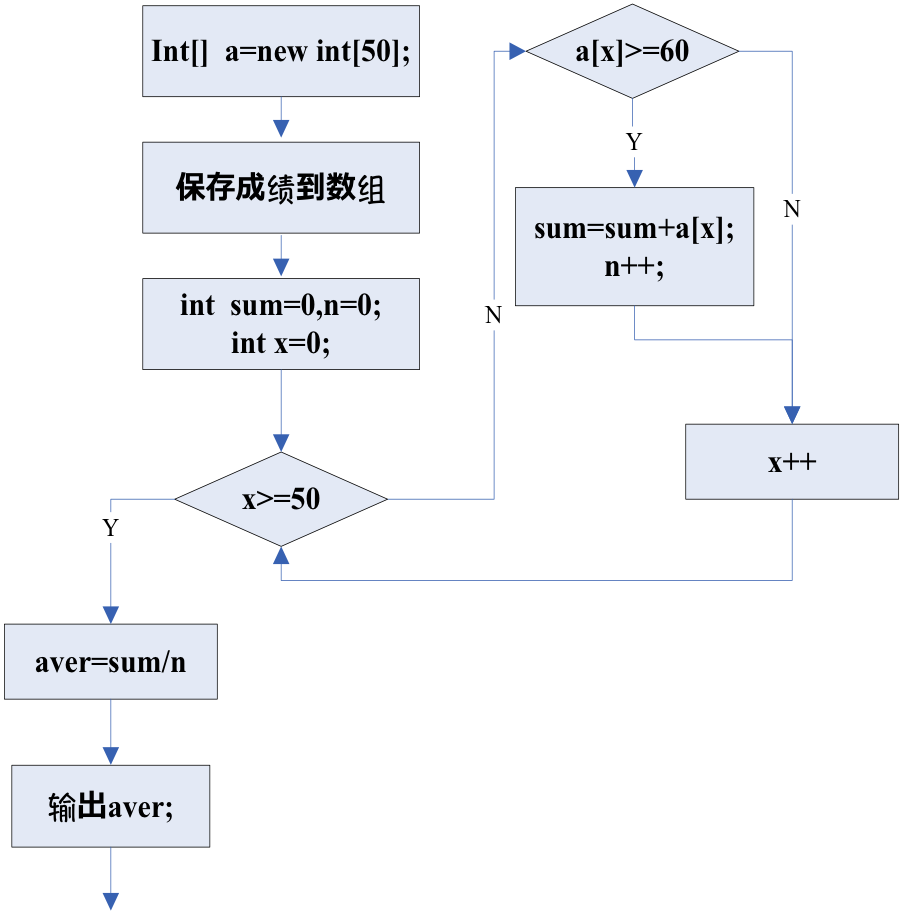 Int[]  a=new int[50];
保存成绩到数组
int  sum=0,n=0;
int x=0;
x>=50
Y
N
a[x]>=60
Y
N
sum=sum+a[x];
n++;
x++
aver=sum/n
输出aver;